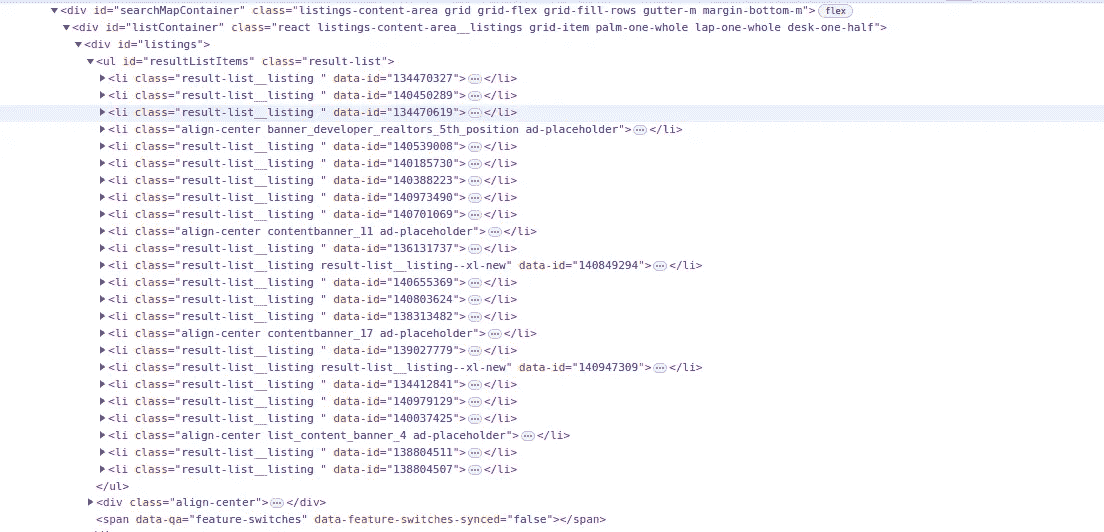 ▼<div id="searchMapContainer" class="listings-content-area grid grid-flex grid-fill-rows gutter-m margin-bottom-m"> flex
▼<div id="listContainer" class="react listings-content-area__listings grid-item palm-one-whole lap-one-whole desk-one-half">
▼<div id="listings">
▼<ul id="resultListItems" class="result-list">
▶<li class="result-list__listing " data-id="134470327">…</li>
▶<li class="result-list__listing " data-id="140450289">…</li>
▶<li class="result-list__listing " data-id="134470619">…</li>
▶<li class="align-center banner_developer_realtors_5th_position ad-placeholder">…</li>
▶<li class="result-list__listing " data-id="140539008">…</li>
▶<li class="result-list__listing " data-id="140185730">…</li>
▶<li class="result-list__listing " data-id="140388223">…</li>
▶<li class="result-list__listing " data-id="140973490">…</li>
▶<li class="result-list__listing " data-id="140701069">…</li>
▶<li class="align-center contentbanner_11 ad-placeholder">…</li>
▶<li class="result-list__listing " data-id="136131737">…</li>
▶<li class="result-list__listing result-list__listing--xl-new" data-id="140849294">…</li>
▶<li class="result-list__listing " data-id="140655369">…</li>
▶<li class="result-list__listing " data-id="140803624">…</li>
▶<li class="result-list__listing " data-id="138313482">…</li>
▶<li class="align-center contentbanner_17 ad-placeholder">…</li>
▶<li class="result-list__listing " data-id="139027779">…</li>
▶<li class="result-list__listing result-list__listing--xl-new" data-id="140947309">…</li>
▶<li class="result-list__listing " data-id="134412841">…</li>
▶<li class="result-list__listing " data-id="140979129">…</li>
▶<li class="result-list__listing " data-id="140037425">…</li>
▶<li class="align-center list_content_banner_4 ad-placeholder">…</li>
▶<li class="result-list__listing " data-id="138804511">…</li>
▶<li class="result-list__listing " data-id="138804507">…</li>
</ul>
▶<div class="align-center">…</div>
<span data-qa="feature-switches" data-feature-switches-synced="false"></span>